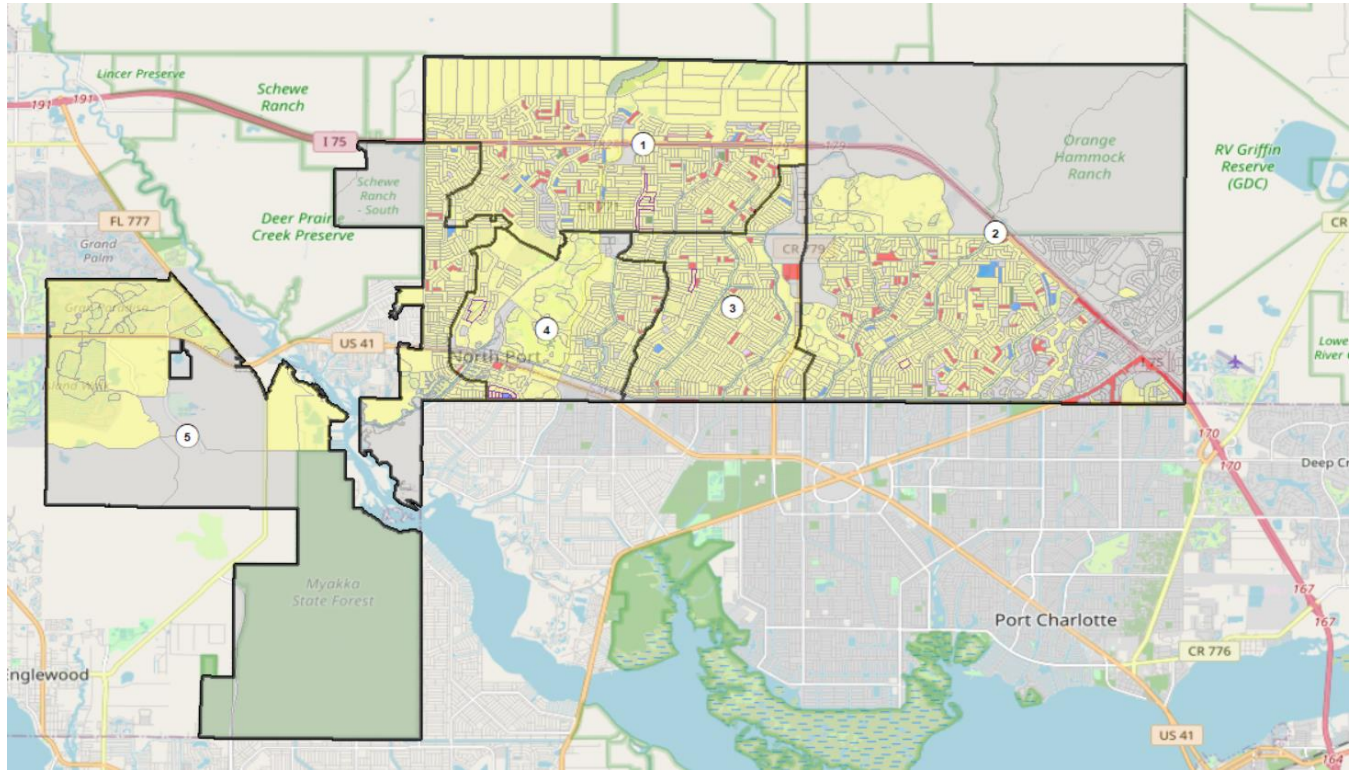 Lincer Preserve
191
191
Schewe
Ranch
I 75
1
179
Orange
Hammock
Ranch
RV Griffin
Reserve
(GDC)
Schewe
Ranch
- South
FL 777
Deer Prairie
Creek Preserve
CR 771
CR
Grand
Palm
CR 779
2
3
4
US 41
North Port
75
Lowe
River
5
170
170
Deep Cr
Myakka
State Forest
Port Charlotte
167
167
CR 776
Englewood
US 41
164